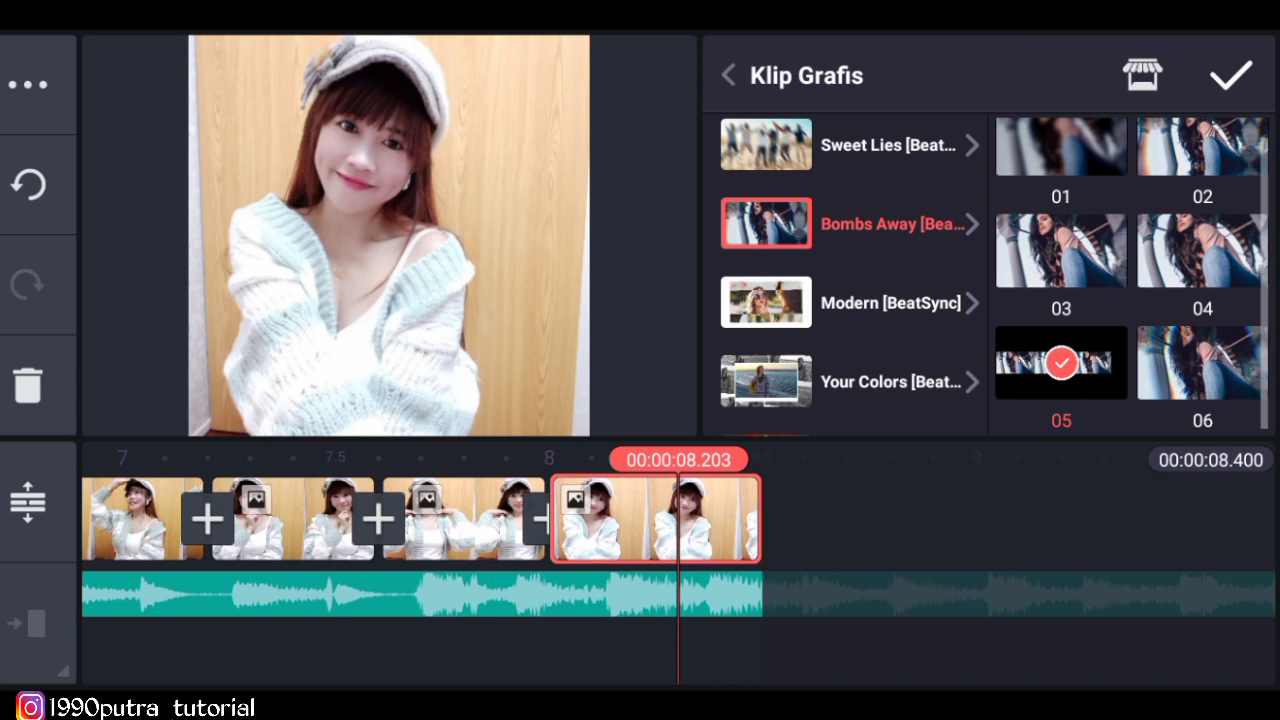 Klip Grafis
Sweet Lies [Beat...
Bombs Away [Bea...
Modern [BeatSync]
Your Colors [Beat...
01
02
03
04
05
06
7
7.5
8
00:00:08.203
9
00:00:08.400
1990putra tutorial